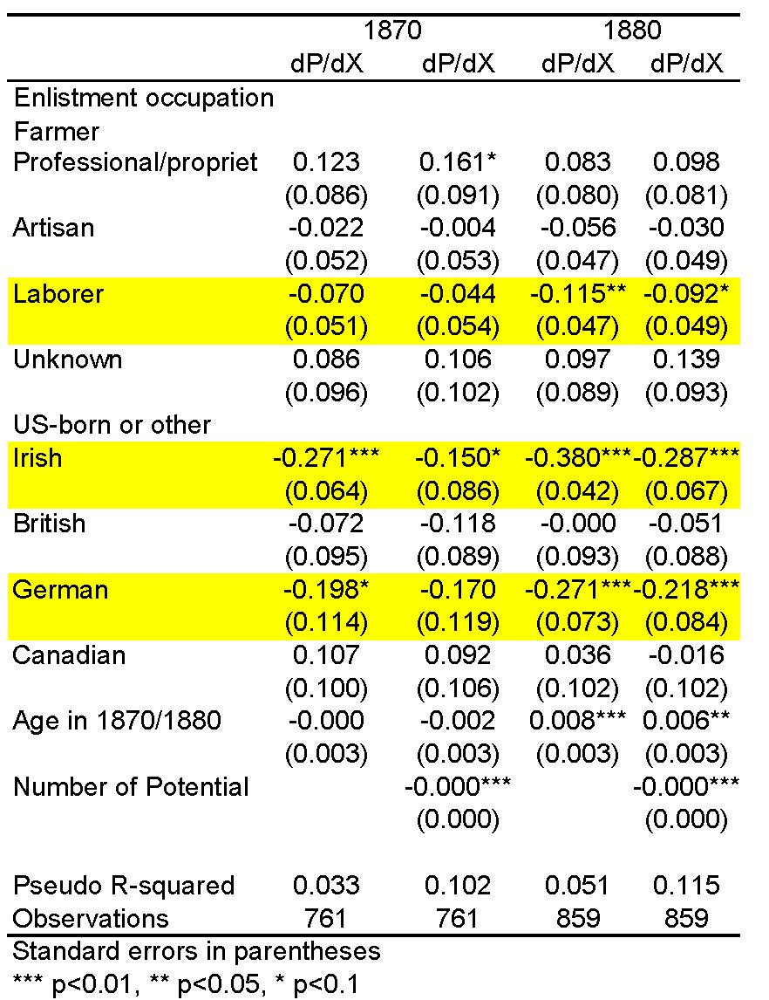 1870 1880
dP/dX dP/dX dP/dX dP/dX
Enlistment occupation
Farmer
Professional/propriet 0.123 0.161* 0.083 0.098
(0.086) (0.091) (0.080) (0.081)
Artisan -0.022 -0.004 -0.056 -0.030
(0.052) (0.053) (0.047) (0.049)
Laborer -0.070 -0.044 -0.115** -0.092*
(0.051) (0.054) (0.047) (0.049)
Unknown 0.086 0.106 0.097 0.139
(0.096) (0.102) (0.089) (0.093)
US-born or other
Irish -0.271*** -0.150* -0.380*** -0.287***
(0.064) (0.086) (0.042) (0.067)
British -0.072 -0.118 -0.000 -0.051
(0.095) (0.089) (0.093) (0.088)
German -0.198* -0.170 -0.271*** -0.218***
(0.114) (0.119) (0.073) (0.084)
Canadian 0.107 0.092 0.036 -0.016
(0.100) (0.106) (0.102) (0.102)
Age in 1870/1880 -0.000 -0.002 0.008*** 0.006**
(0.003) (0.003) (0.003) (0.003)
Number of Potential -0.000*** -0.000***
(0.000) (0.000)
Pseudo R-squared 0.033 0.102 0.051 0.115
Observations 761 761 859 859
Standard errors in parentheses
*** p<0.01, ** p<0.05, * p<0.1